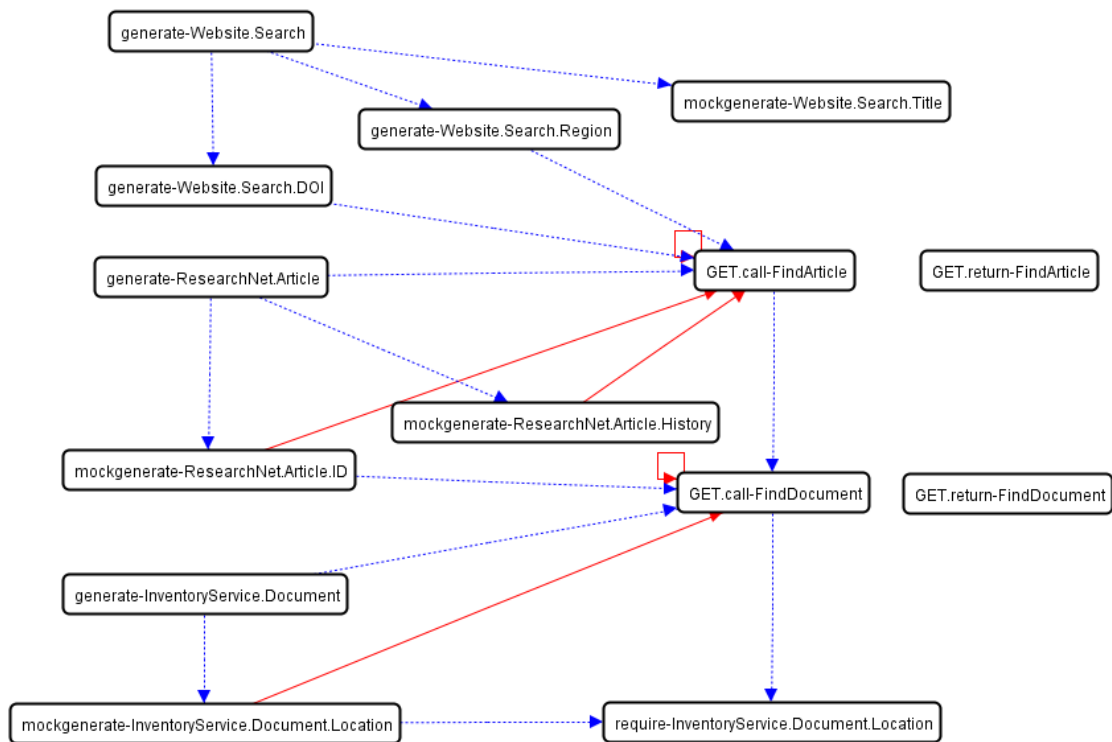 generate-Website.Search
mockgenerate-Website.Search.Title
generate-Website.Search.Region
generate-Website.Search.DOI
generate-ResearchNet.Article
GET.call-FindArticle
GET.return-FindArticle
mockgenerate-ResearchNet.Article.History
mockgenerate-ResearchNet.Article.ID
GET.call-FindDocument
GET.return-FindDocument
generate-InventoryService.Document
mockgenerate-InventoryService.Document.Location
require-InventoryService.Document.Location